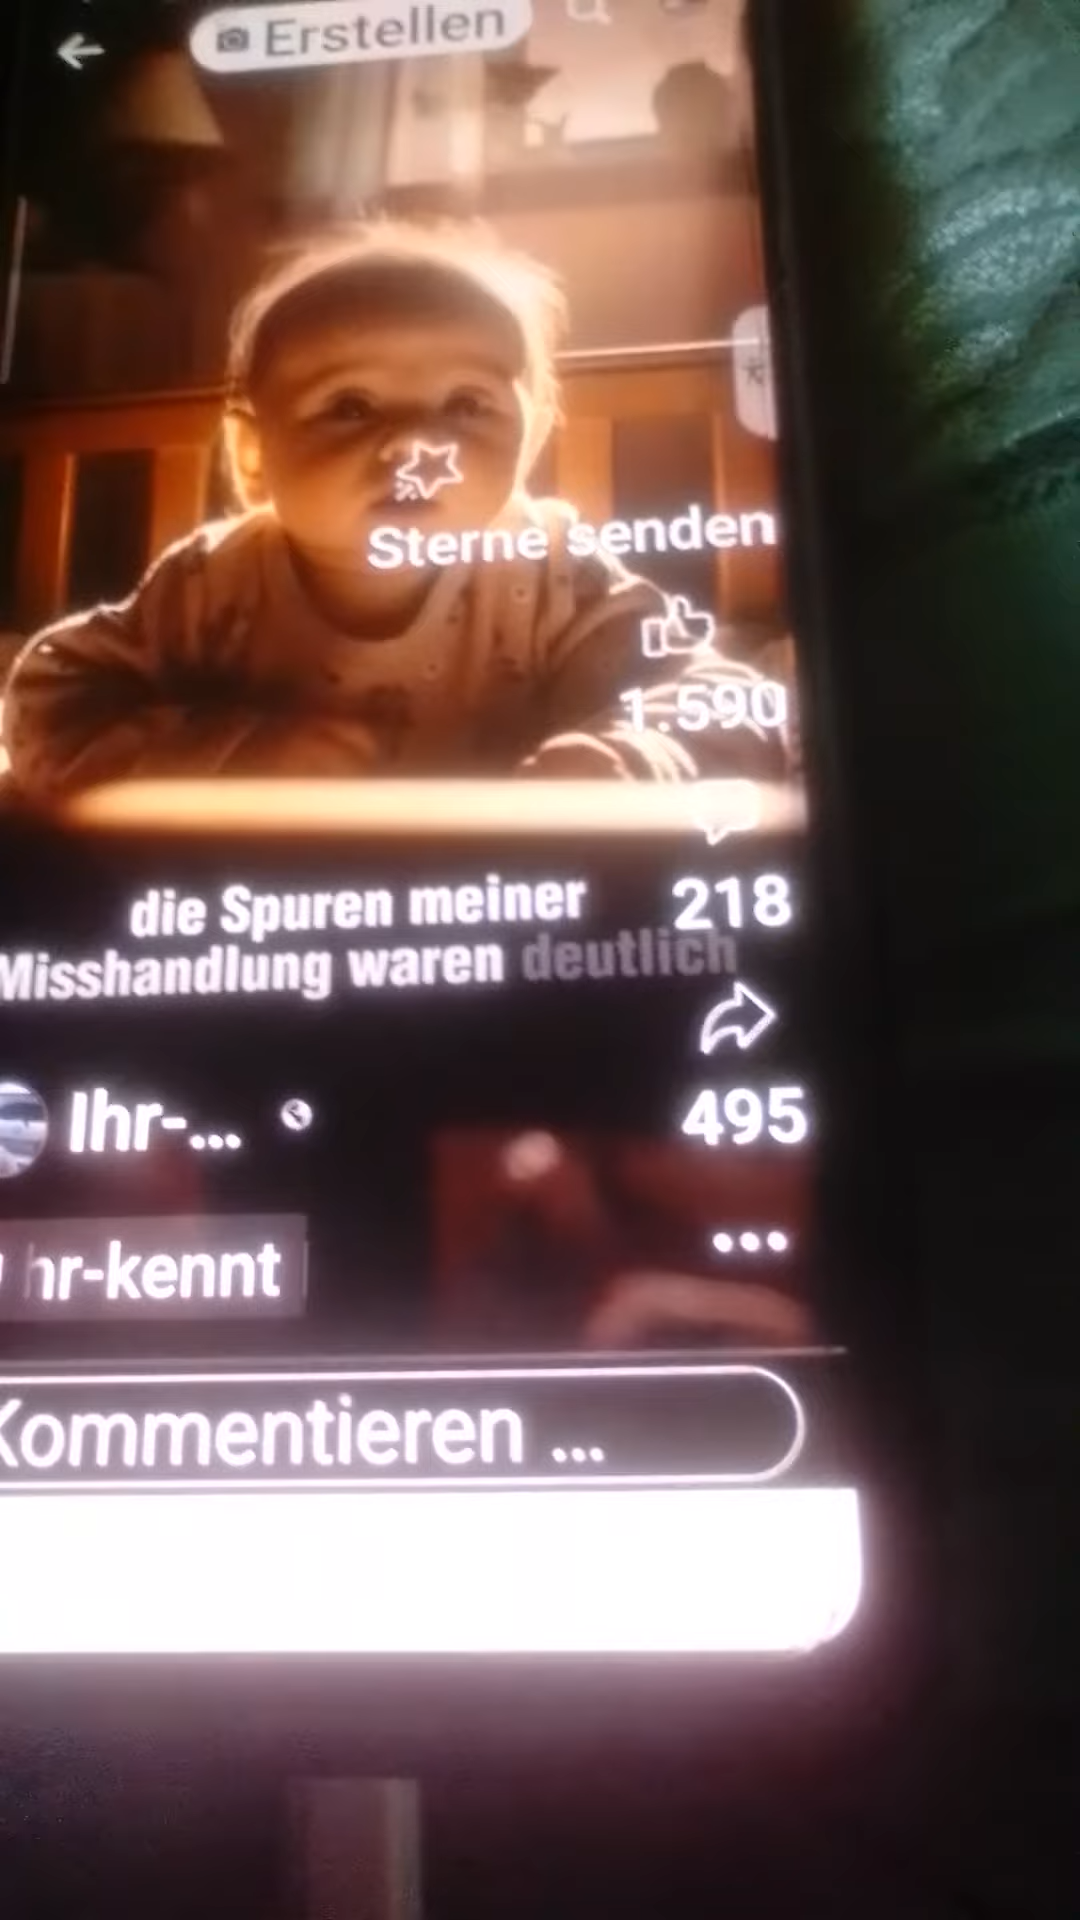 Erstellen
Sterne senden
1.590
die Spuren meiner
218
Misshandlung waren deutlich
Ihr-...
495
hr-kennt
Kommentieren ...